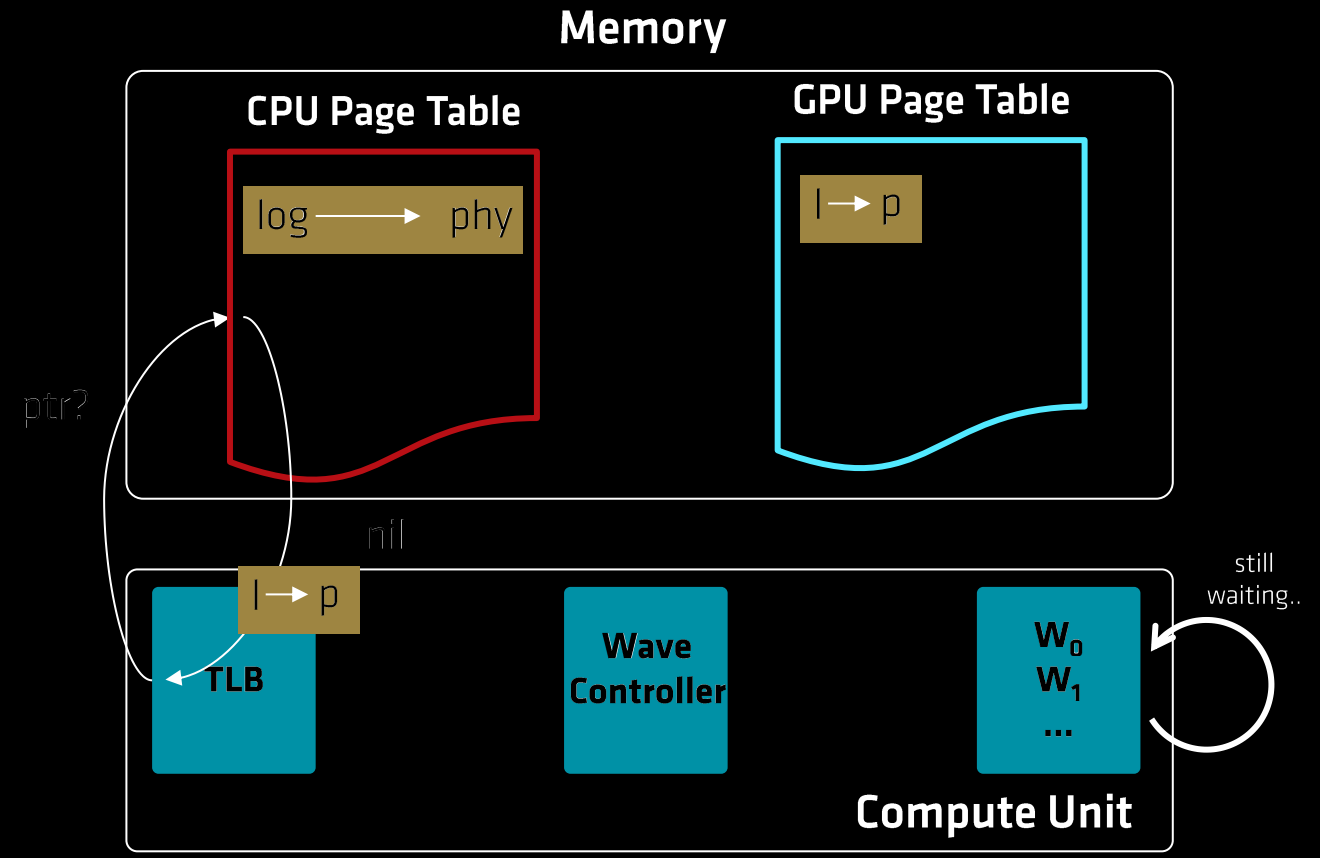 Memory
CPU Page Table
GPU Page Table
log phy
l p
ptr?
nil
still
waiting..
l p
TLB
Wave
Controller
W0
W1
...
Compute Unit